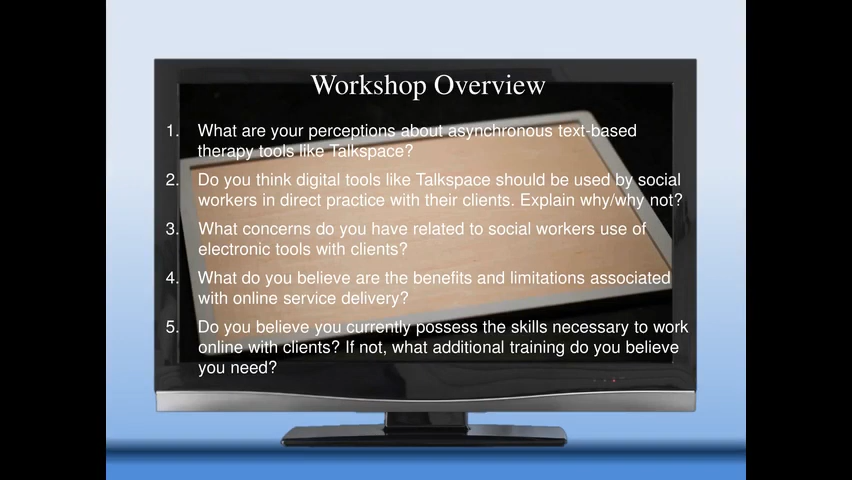 Workshop Overview
1. What are your perceptions about asynchronous text-based
therapy tools like Talkspace?
2. Do you think digital tools like Talkspace should be used by social
workers in direct practice with their clients. Explain why/why not?
3. What concerns do you have related to social workers use of
electronic tools with clients?
4. What do you believe are the benefits and limitations associated
with online service delivery?
5. Do you believe you currently possess the skills necessary to work
online with clients? If not, what additional training do you believe
you need?